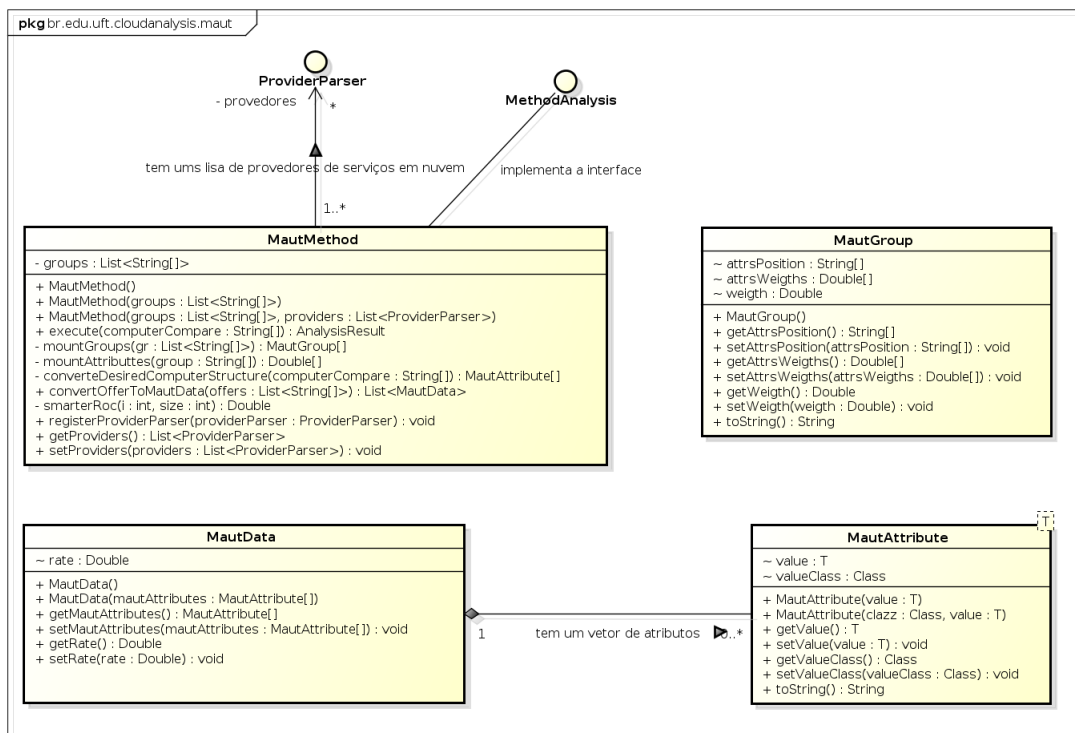 pkg br.edu.uft.cloudanalysis.maut
ProviderParser
- provedores
*
MethodAnalysis
tem ums lisa de provedores de serviços em nuvem
implementa a interface
1..*
MautMethod
- groups : List<String[]>
+ MautMethod()
+ MautMethod(groups : List<String[]>)
+ MautMethod(groups : List<String[]>, providers : List<ProviderParser>)
+ execute(computerCompare : String[]) : AnalysisResult
- mountGroups(gr : List<String[]>) : MautGroup[]
- mountAttributtes(group : String[]) : Double[]
- converteDesiredComputerStructure(computerCompare : String[]) : MautAttribute[]
+ convertOfferToMautData(offers : List<String[]>) : List<MautData>
- smarterRoc(i : int, size : int) : Double
+ registerProviderParser(providerParser : ProviderParser) : void
+ getProviders() : List<ProviderParser>
+ setProviders(providers : List<ProviderParser>) : void
MautGroup
~ attrsPosition : String[]
~ attrsWeigths : Double[]
~ weigth : Double
+ MautGroup()
+ getAttrsPosition() : String[]
+ setAttrsPosition(attrsPosition : String[]) : void
+ getAttrsWeigths() : Double[]
+ setAttrsWeigths(attrsWeigths : Double[]) : void
+ getWeigth() : Double
+ setWeigth(weigth : Double) : void
+ toString() : String
MautData
~ rate : Double
+ MautData()
+ MautData(mautAttributes : MautAttribute[])
+ getMautAttributes() : MautAttribute[]
+ setMautAttributes(mautAttributes : MautAttribute[]) : void
+ getRate() : Double
+ setRate(rate : Double) : void
1
tem um vetor de atributos
0..*
T
MautAttribute
~ value : T
~ valueClass : Class
+ MautAttribute(value : T)
+ MautAttribute(clazz : Class, value : T)
+ getValue() : T
+ setValue(value : T) : void
+ getValueClass() : Class
+ setValueClass(valueClass : Class) : void
+ toString() : String